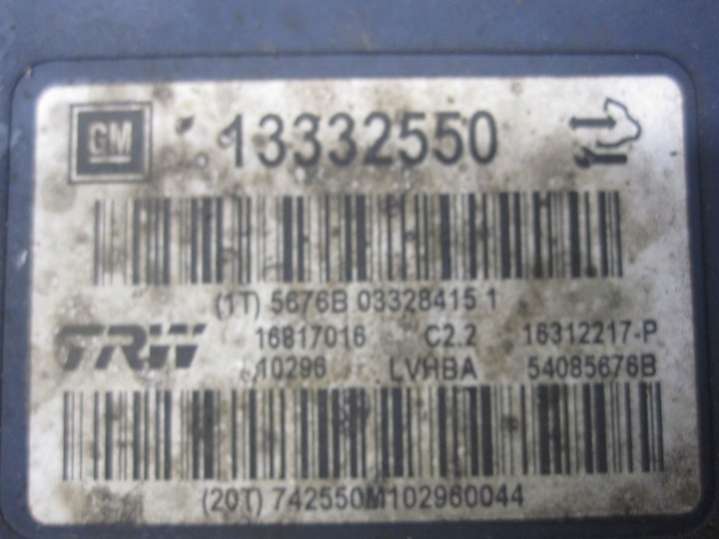 GM 13332550
(1T) 5676B 03328415 1
TRW 16817016 C2.2 16312217-P
10296 LVHBA 54085676B
(20T) 742550M102960044